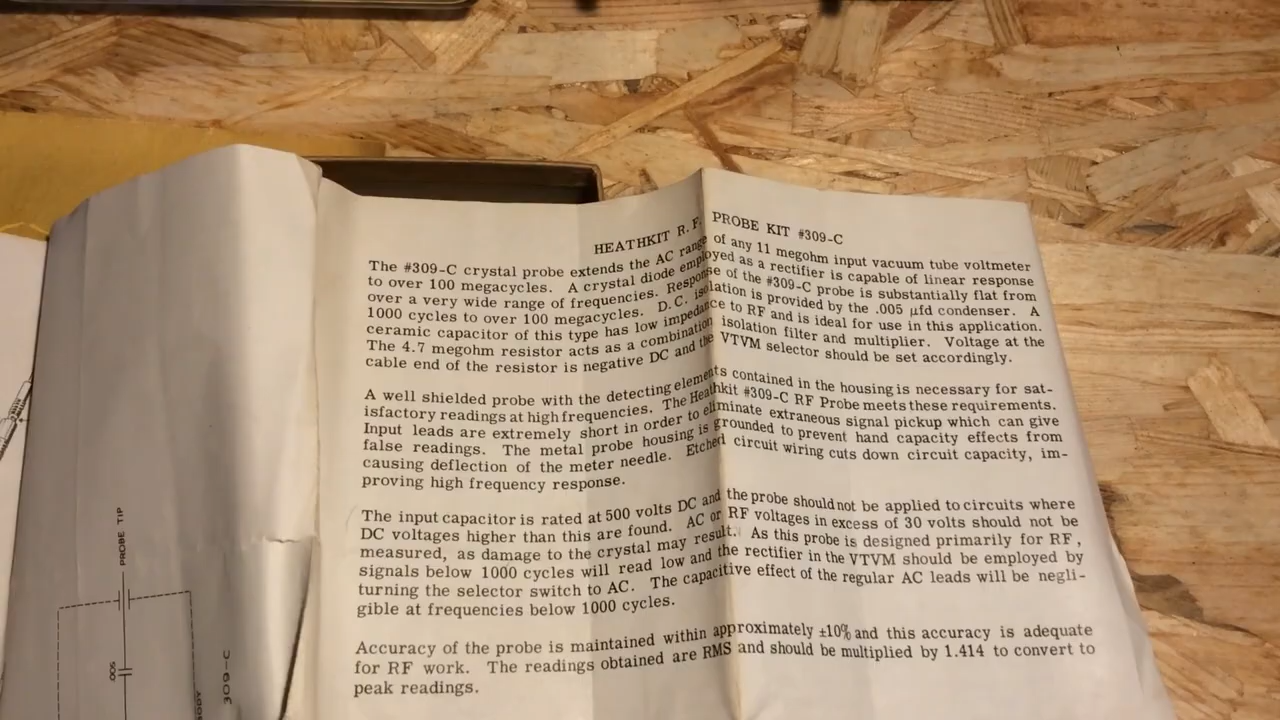 HEATHKIT R. F. PROBE KIT #309-C
The #309-C crystal probe extends the AC range of any 11 megohm input vacuum tube voltmeter
to over 100 megacycles. A crystal diode employed as a rectifier is capable of linear response
over a very wide range of frequencies. Response of the #309-C probe is substantially flat from
1000 cycles to over 100 megacycles. D. C. isolation is provided by the .005 μfd condenser. A
ceramic capacitor of this type has low impedance to RF and is ideal for use in this application.
The 4.7 megohm resistor acts as a combination isolation filter and multiplier. Voltage at the
cable end of the resistor is negative DC and the VTVM selector should be set accordingly.
A well shielded probe with the detecting elements contained in the housing is necessary for sat-
isfactory readings at high frequencies. The Heathkit #309-C RF Probe meets these requirements.
Input leads are extremely short in order to eliminate extraneous signal pickup which can give
false readings. The metal probe housing is grounded to prevent hand capacity effects from
causing deflection of the meter needle. Etched circuit wiring cuts down circuit capacity, im-
proving high frequency response.
The input capacitor is rated at 500 volts DC and the probe should not be applied to circuits where
DC voltages higher than this are found. AC or RF voltages in excess of 30 volts should not be
measured, as damage to the crystal may result. As this probe is designed primarily for RF,
signals below 1000 cycles will read low and the rectifier in the VTVM should be employed by
turning the selector switch to AC. The capacitive effect of the regular AC leads will be negli-
gible at frequencies below 1000 cycles.
Accuracy of the probe is maintained within approximately ±10% and this accuracy is adequate
for RF work. The readings obtained are RMS and should be multiplied by 1.414 to convert to
peak readings.
PROBE TIP
.005
309-C